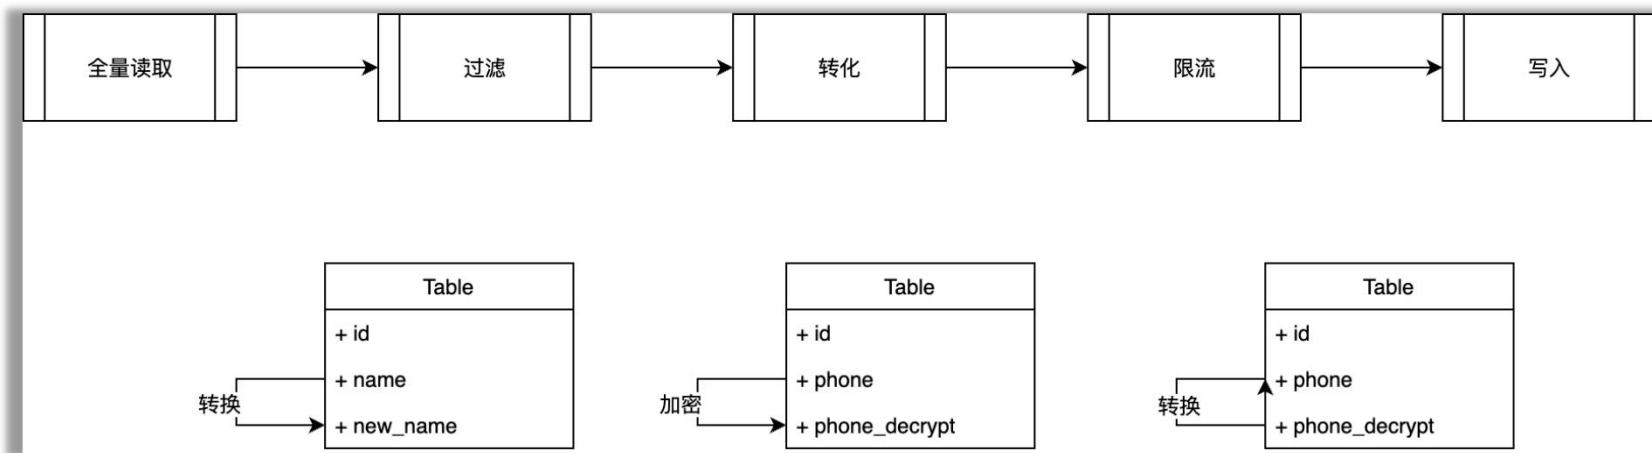 全量读取
过滤
转化
限流
写入
Table
+ id
+ name
+ new_name
转换
Table
+ id
+ phone
+ phone_decrypt
加密
Table
+ id
+ phone
+ phone_decrypt
转换